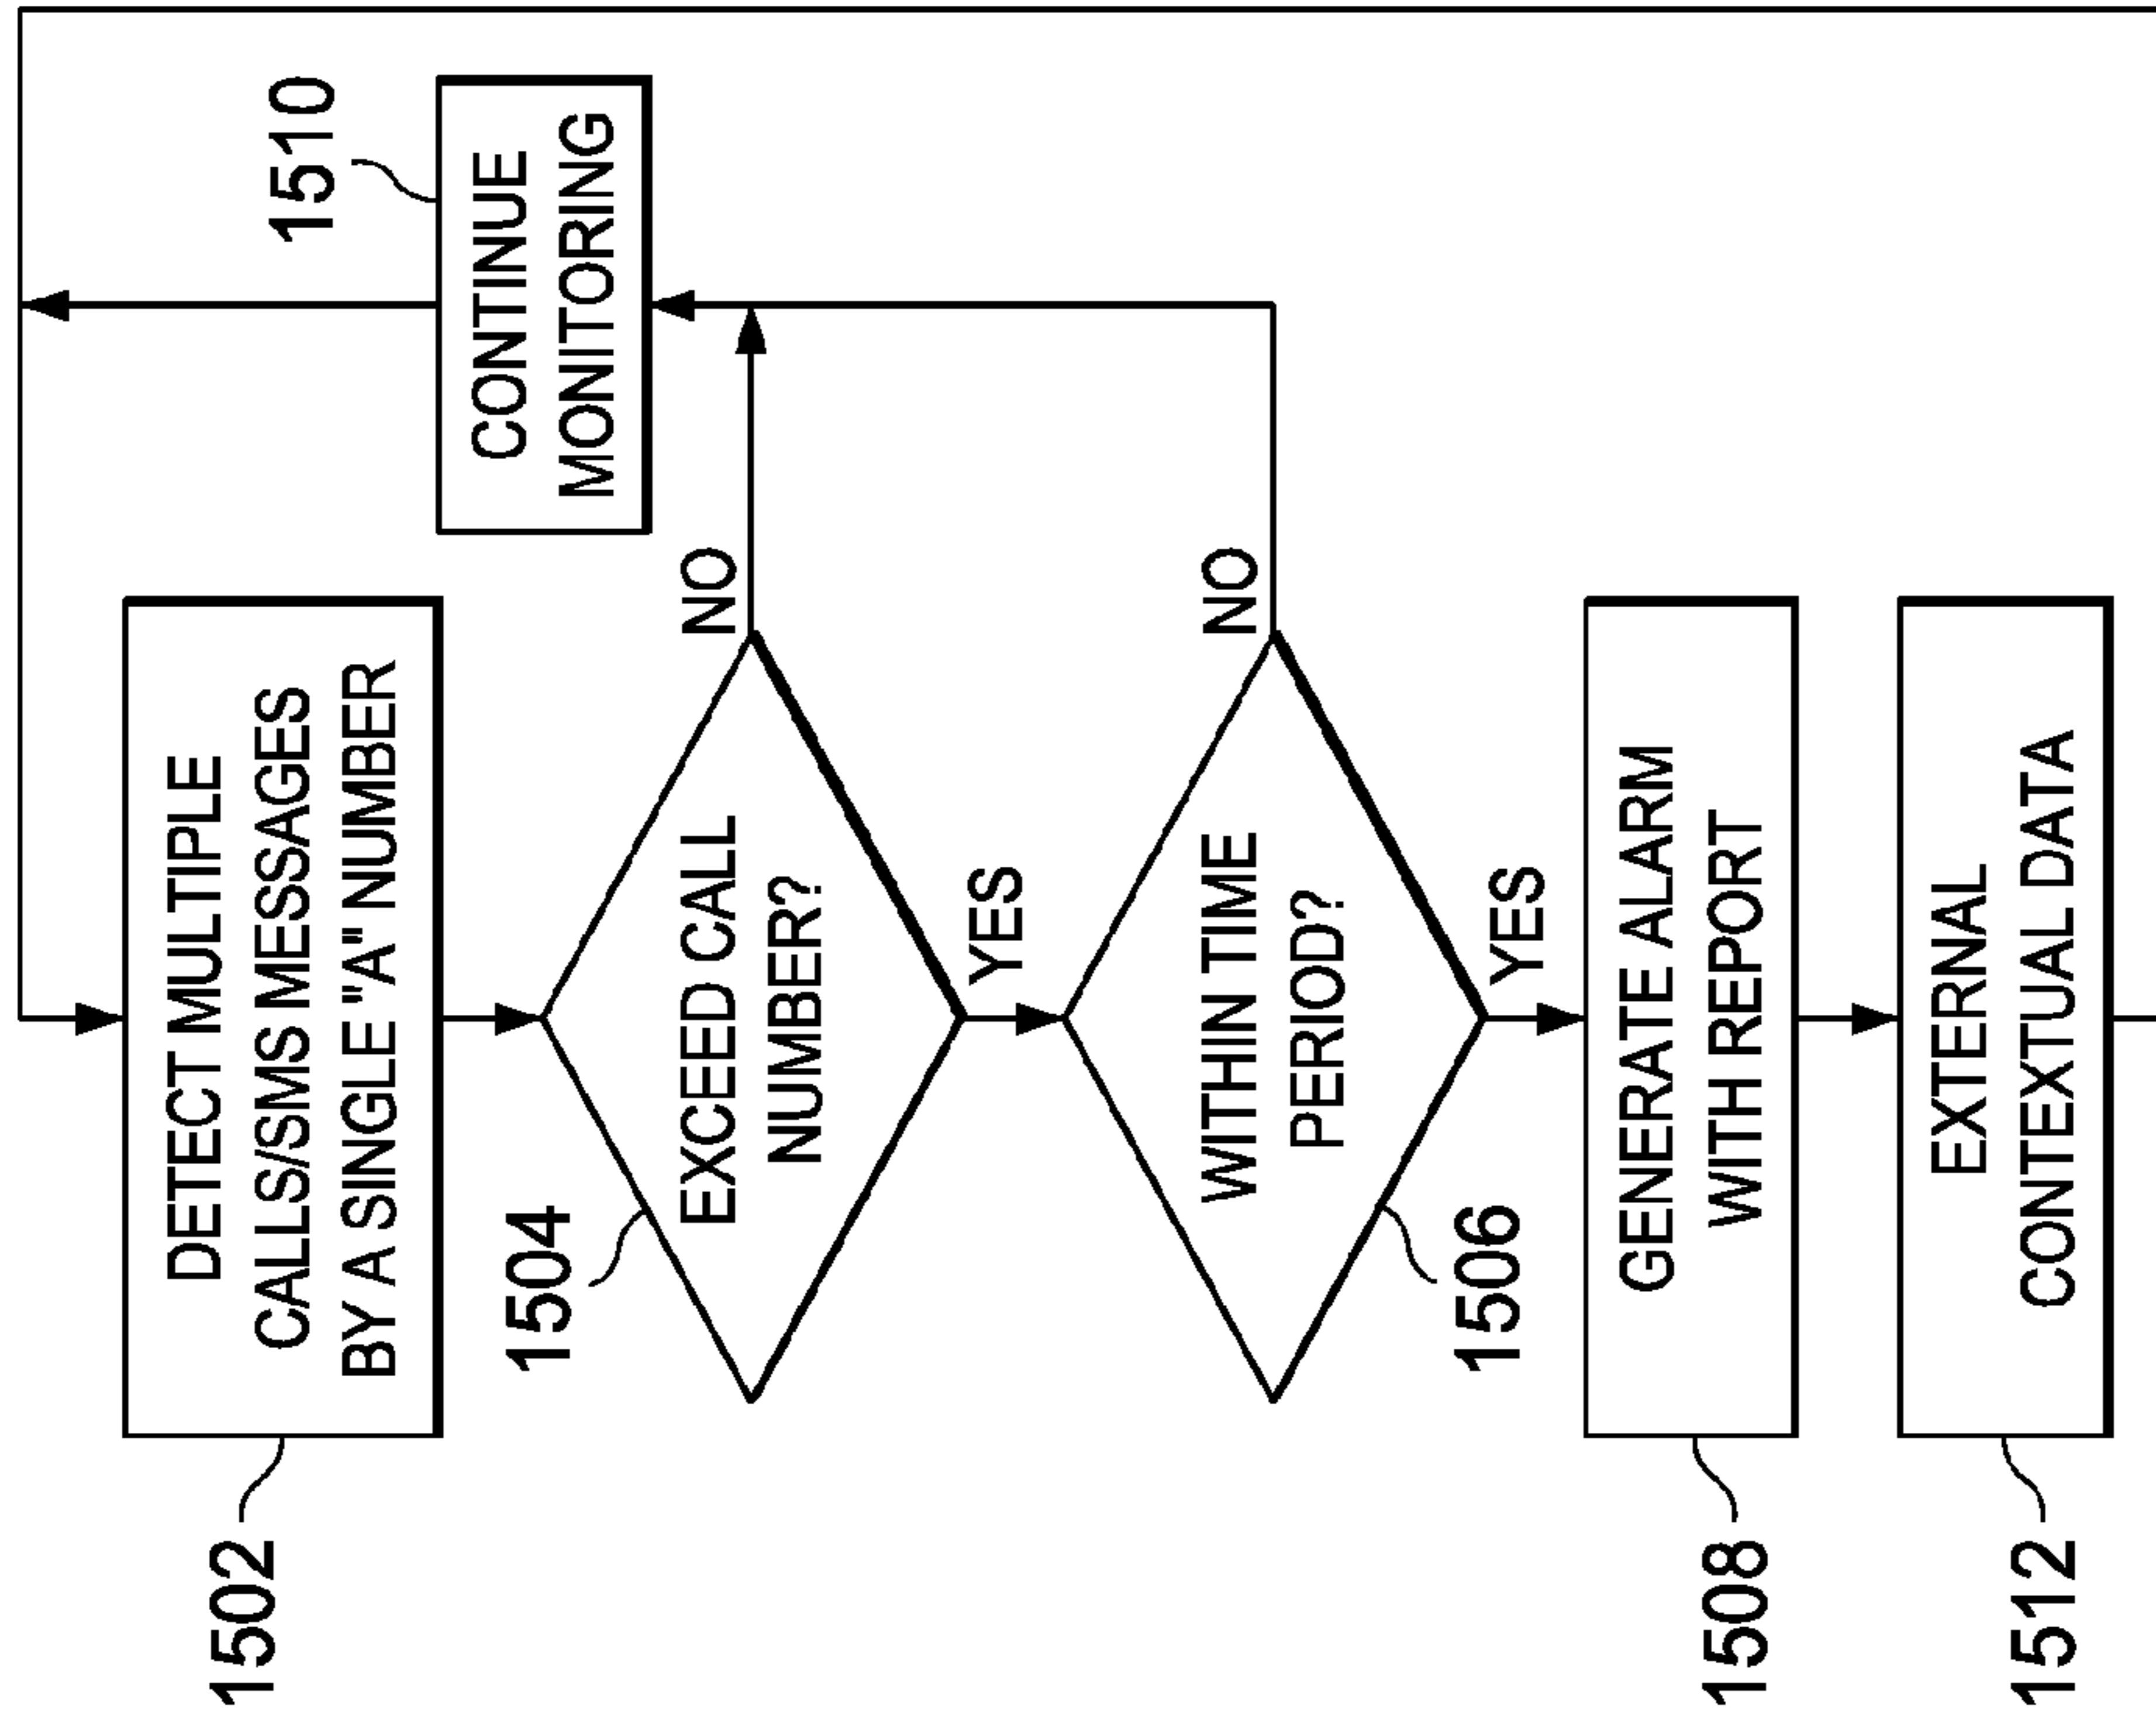 1510
CONTINUE
MONITORING
1502
DETECT MULTIPLE
CALLS/SMS MESSAGES
BY A SINGLE "A" NUMBER
1504
EXCEED CALL
NUMBER?
NO
YES
WITHIN TIME
PERIOD?
NO
1506
YES
1508
GENERATE ALARM
WITH REPORT
1512
EXTERNAL
CONTEXTUAL DATA